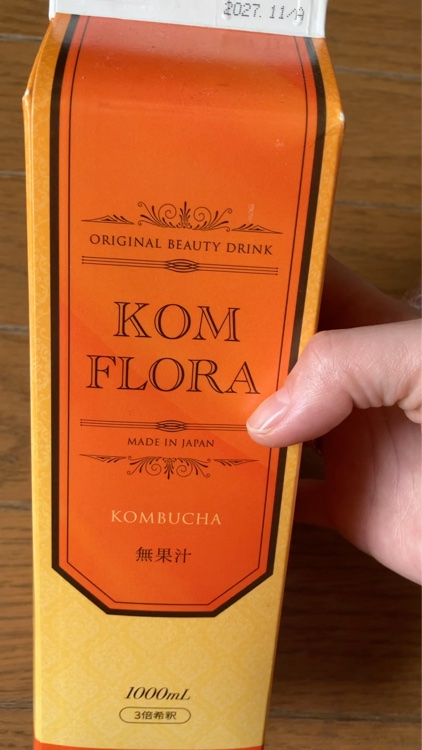 2027.11/A
ORIGINAL BEAUTY DRINK
KOM
FLORA
MADE IN JAPAN
KOMBUCHA
無果汁
1000mL
3倍希釈